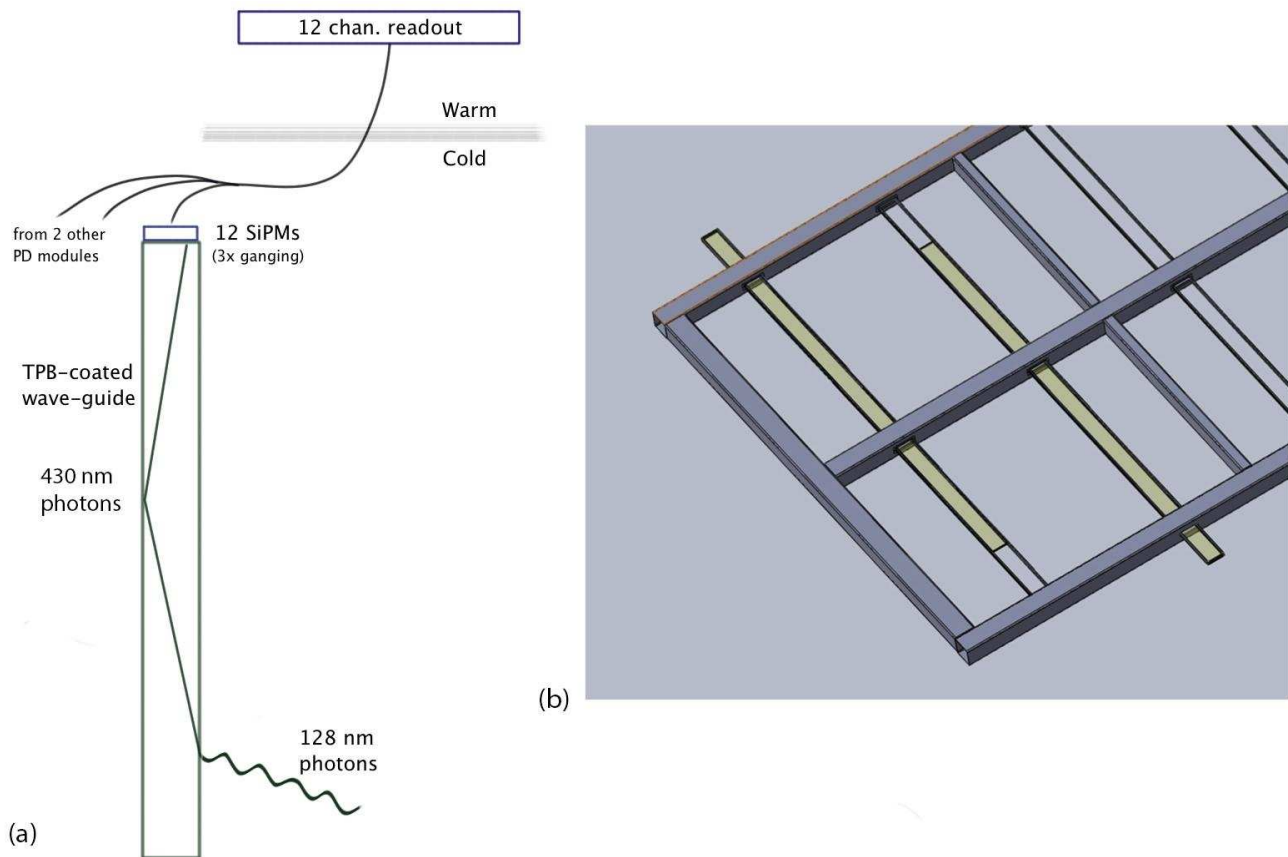 12 chan. readout
Warm
Cold
from 2 other
PD modules
12 SiPMs
(3x ganging)
TPB-coated
wave-guide
430 nm
photons
128 nm
photons
(a)
(b)